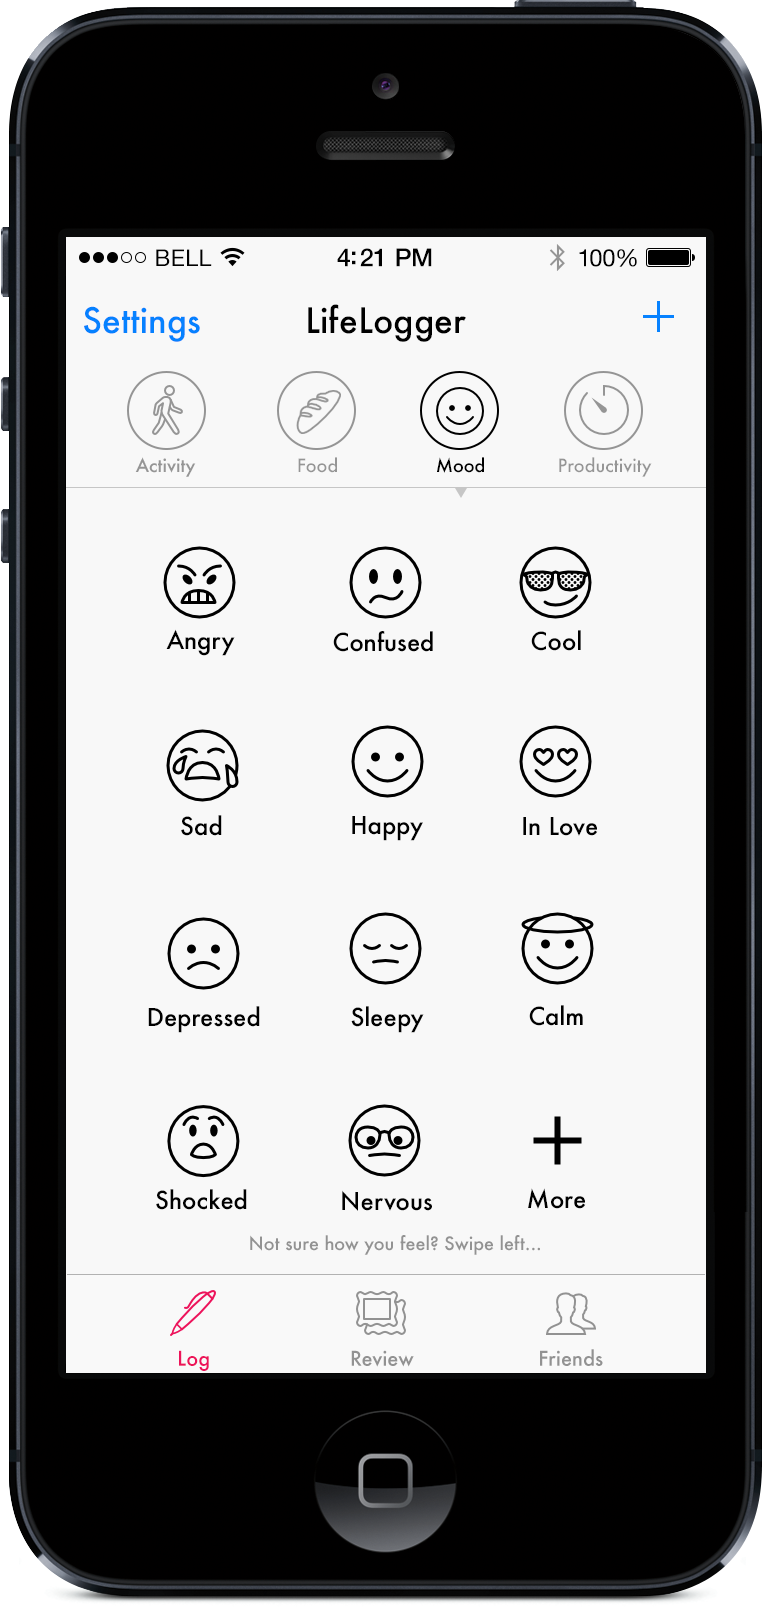 BELL 4:21 PM 100%
Settings LifeLogger
Activity Food Mood Productivity
Angry Confused Cool
Sad Happy In Love
Depressed Sleepy Calm
Shocked Nervous More
Not sure how you feel? Swipe left...
Log Review Friends